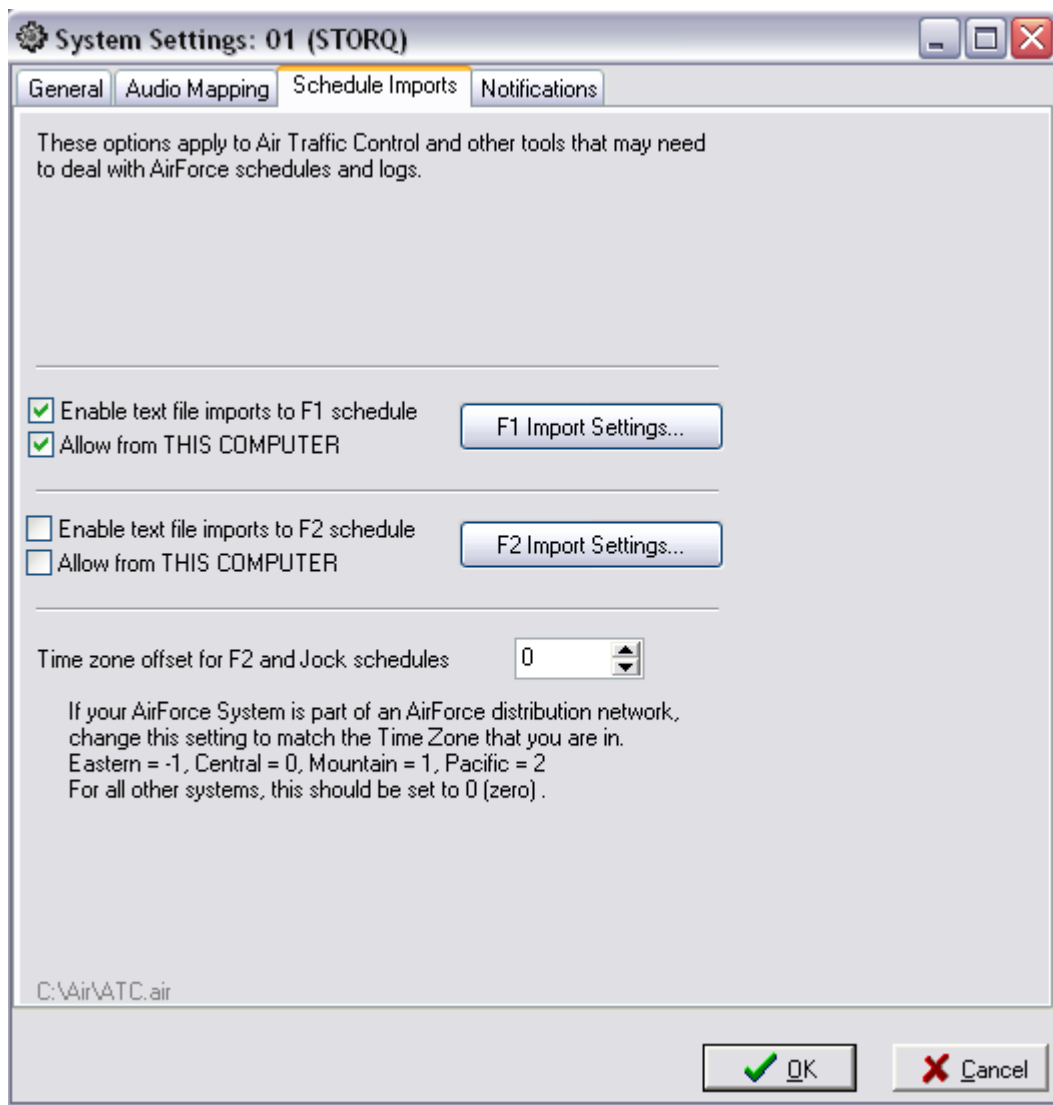 System Settings: 01 (STORQ)
General Audio Mapping Schedule Imports Notifications
These options apply to Air Traffic Control and other tools that may need
to deal with AirForce schedules and logs.
Enable text file imports to F1 schedule
Allow from THIS COMPUTER
F1 Import Settings...
Enable text file imports to F2 schedule
Allow from THIS COMPUTER
F2 Import Settings...
Time zone offset for F2 and Jock schedules 0
If your AirForce System is part of an AirForce distribution network,
change this setting to match the Time Zone that you are in.
Eastern = -1, Central = 0, Mountain = 1, Pacific = 2
For all other systems, this should be set to 0 (zero) .
C:\Air\ATC.air
OK Cancel